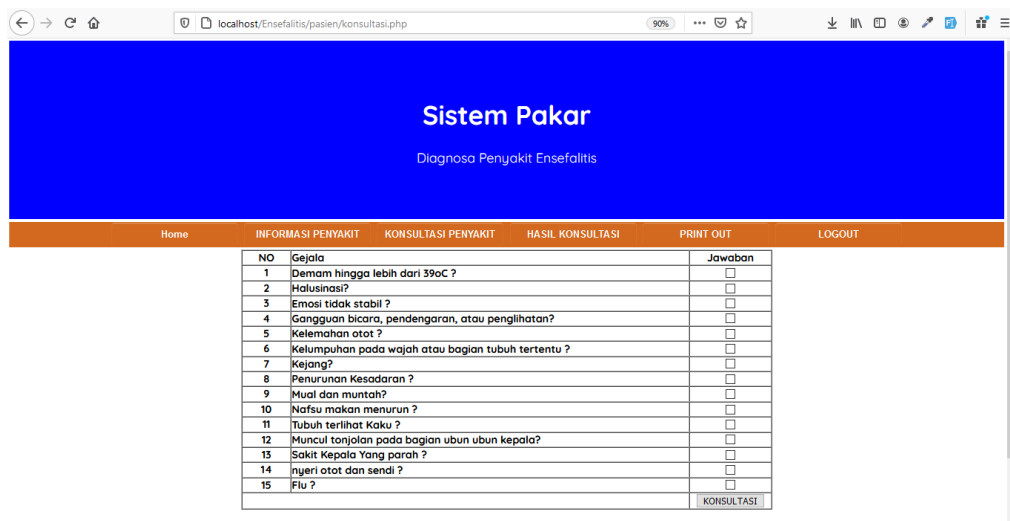 localhost/Ensefalitis/pasien/konsultasi.php 90%
Sistem Pakar
Diagnosa Penyakit Ensefalitis
Home INFORMASI PENYAKIT KONSULTASI PENYAKIT HASIL KONSULTASI PRINT OUT LOGOUT
NO Gejala Jawaban
1 Demam hingga lebih dari 39oC ?
2 Halusinasi?
3 Emosi tidak stabil ?
4 Gangguan bicara, pendengaran, atau penglihatan?
5 Kelemahan otot ?
6 Kelumpuhan pada wajah atau bagian tubuh tertentu ?
7 Kejang?
8 Penurunan Kesadaran ?
9 Mual dan muntah?
10 Nafsu makan menurun ?
11 Tubuh terlihat Kaku ?
12 Muncul tonjolan pada bagian ubun ubun kepala?
13 Sakit Kepala Yang parah ?
14 nyeri otot dan sendi ?
15 Flu ?
KONSULTASI